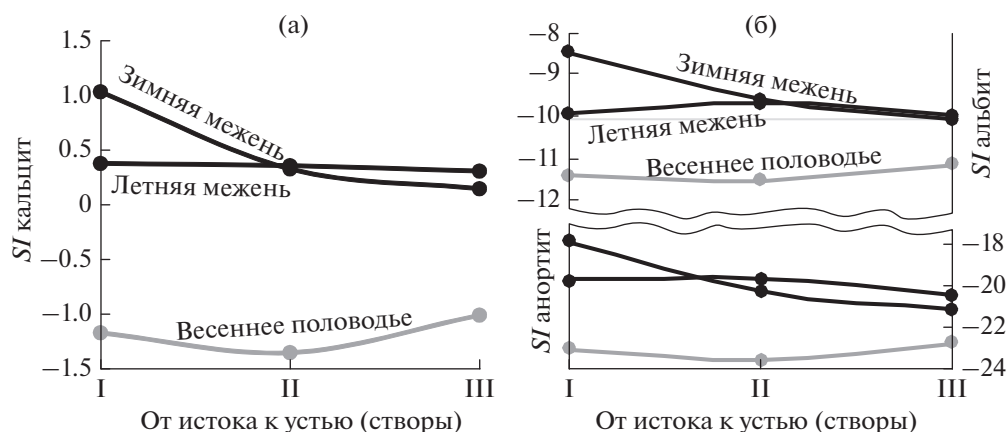 (а)
1.5
1.0
0.5
0
−0.5
−1.0
−1.5
SI кальцит
Зимняя межень
Летняя межень
Весеннее половодье
I
II
III
От истока к устью (створы)
(б)
−8
−9
−10
−11
−12
SI альбит
Зимняя межень
Летняя межень
Весеннее половодье
SI анортит
−18
−20
−22
−24
I
II
III
От истока к устью (створы)